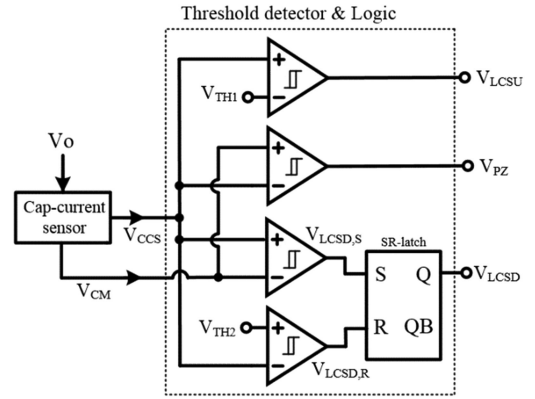 Threshold detector & Logic
+
−
V_TH1
V_LCSU
Vo
Cap-current
sensor
V_CCS
V_CM
+
−
V_PZ
+
−
V_LCSD,S
SR-latch
S Q
R QB
V_LCSD
V_TH2
+
−
V_LCSD,R